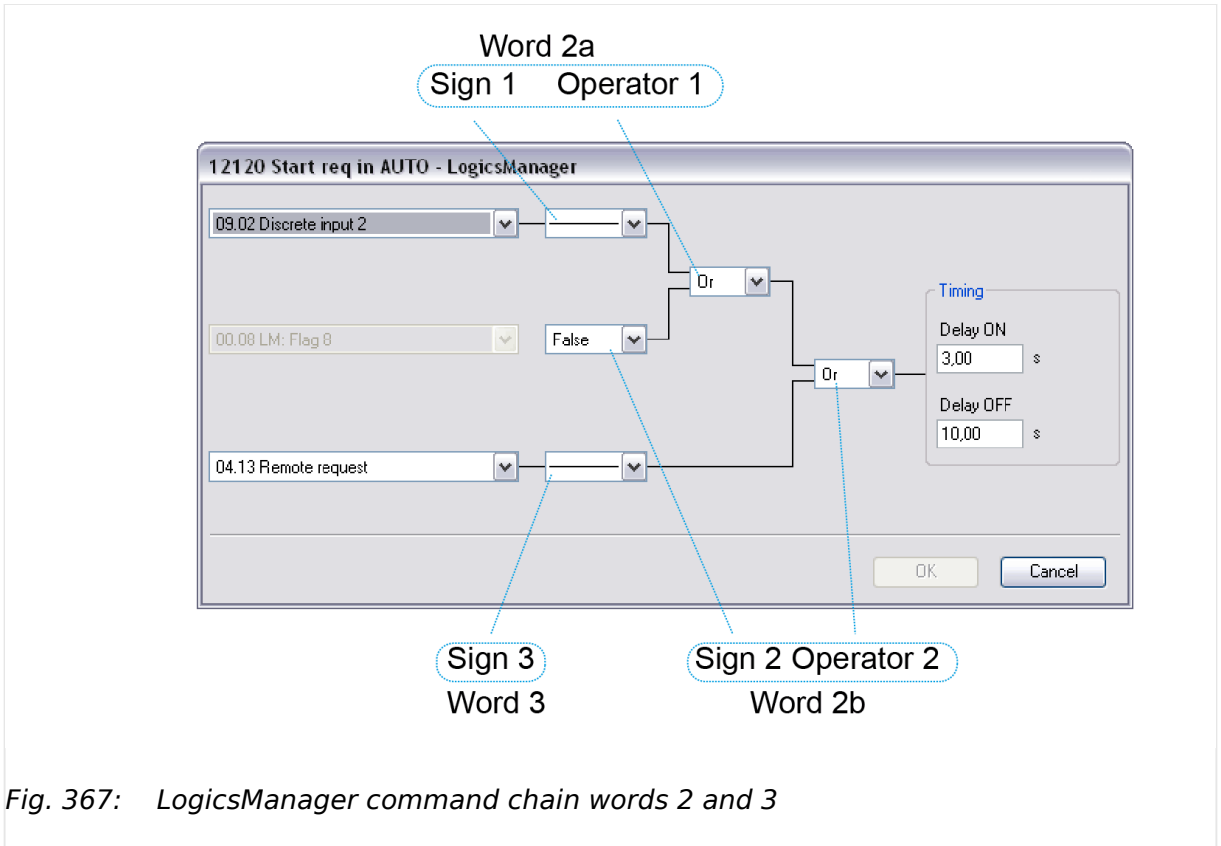 Word 2a
Sign 1 Operator 1
12120 Start req in AUTO - LogicsManager
09.02 Discrete input 2
Or
Timing
00.08 LM: Flag 8
False
Delay ON
3,00 s
Or
Delay OFF
10,00 s
04.13 Remote request
OK Cancel
Sign 3 Sign 2 Operator 2
Word 3 Word 2b
Fig. 367: LogicsManager command chain words 2 and 3